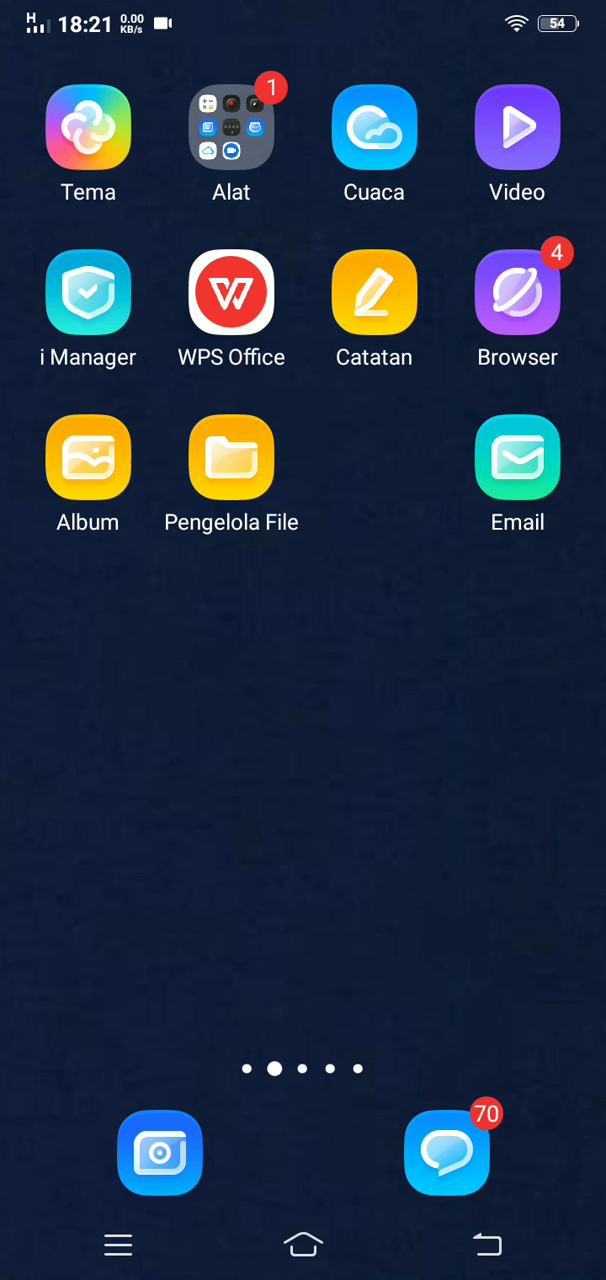 H 18:21 0.00 KB/s 54
1
Tema Alat Cuaca Video
4
i Manager WPS Office Catatan Browser
Album Pengelola File Email
70